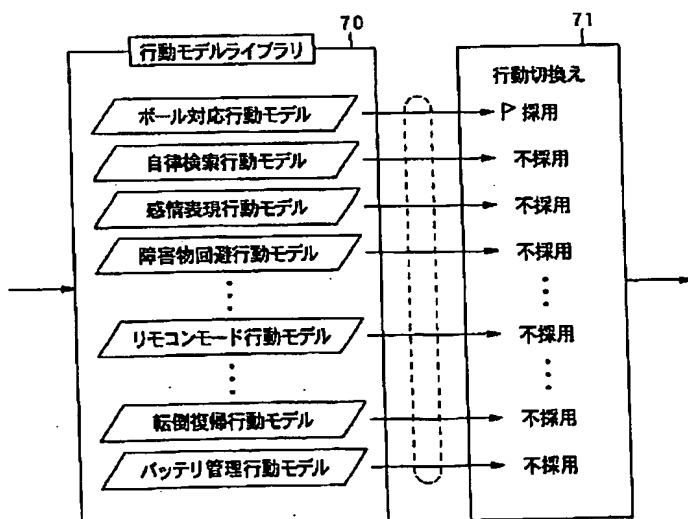 70
71
行動モデルライブラリ
行動切換え
ボール対応行動モデル
採用
自律検索行動モデル
不採用
感情表現行動モデル
不採用
障害物回避行動モデル
不採用
リモコンモード行動モデル
不採用
転倒復帰行動モデル
不採用
バッテリ管理行動モデル
不採用